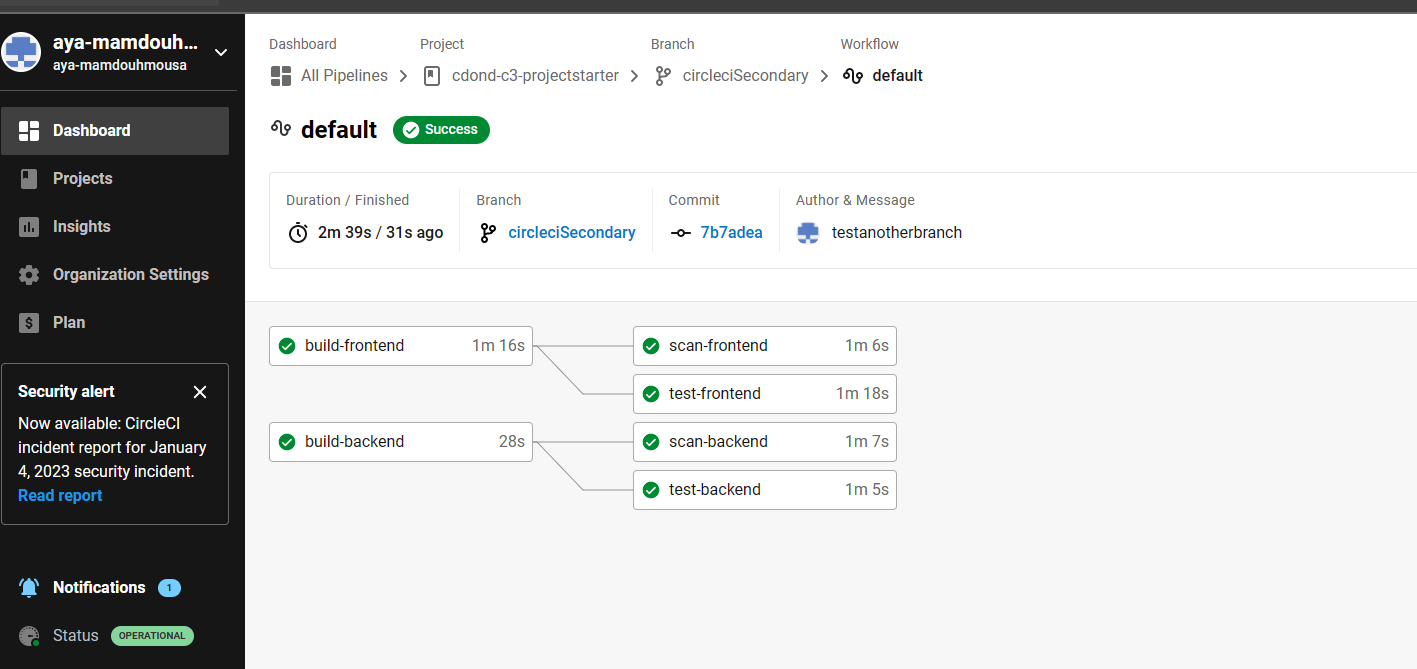 aya-mamdouh...
aya-mamdouhmousa
Dashboard
Projects
Insights
Organization Settings
Plan
Security alert
Now available: CircleCI
incident report for January
4, 2023 security incident.
Read report
Notifications 1
Status OPERATIONAL
Dashboard Project Branch Workflow
All Pipelines cdond-c3-projectstarter circleciSecondary default
default Success
Duration / Finished Branch Commit Author & Message
2m 39s / 31s ago circleciSecondary 7b7adea testanotherbranch
build-frontend 1m 16s scan-frontend 1m 6s
test-frontend 1m 18s
build-backend 28s scan-backend 1m 7s
test-backend 1m 5s